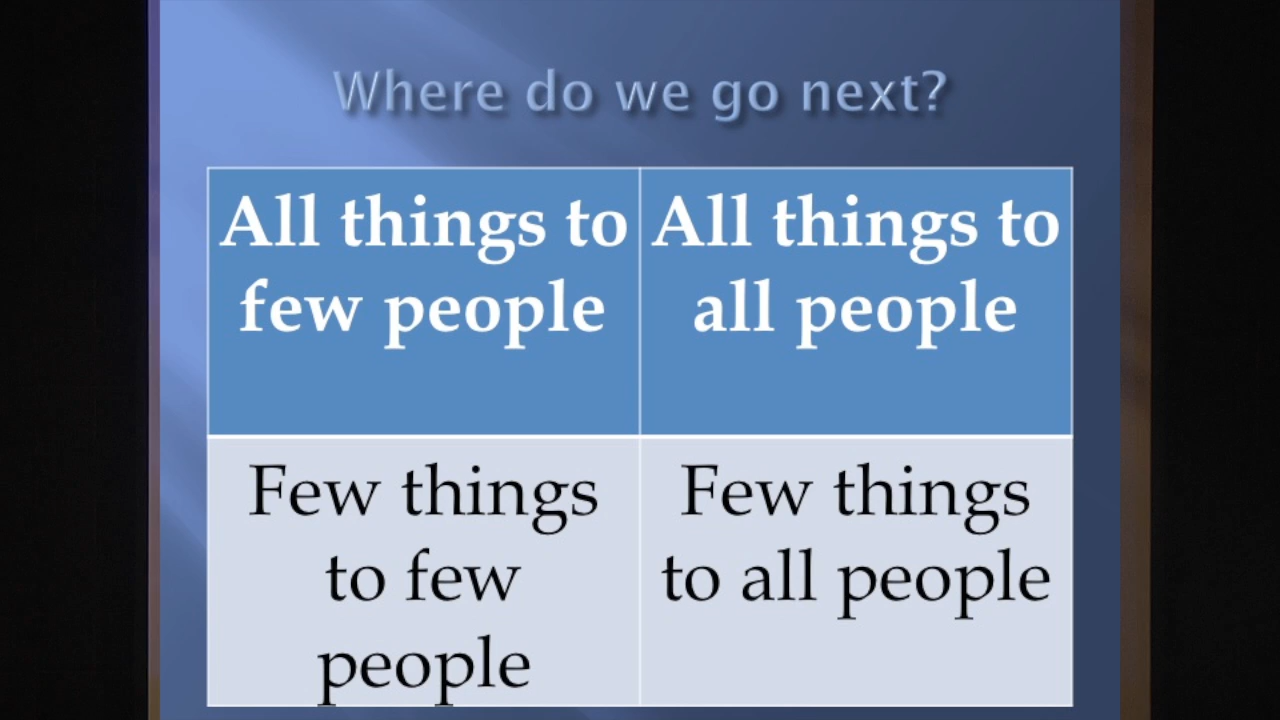 Where do we go next?
All things to
few people
All things to
all people
Few things
to few
people
Few things
to all people